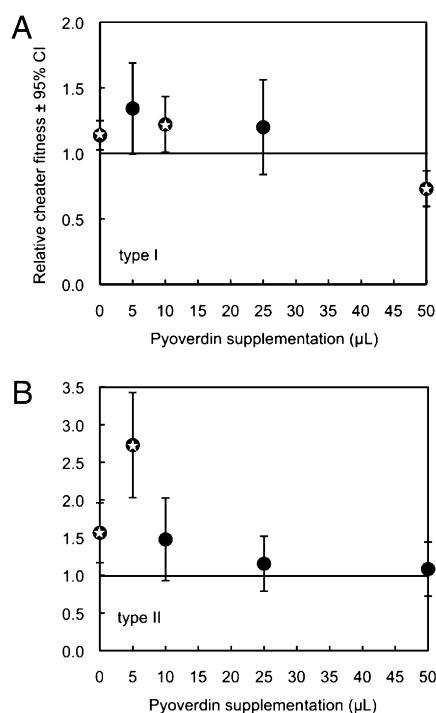 A
Relative cheater fitness ± 95% CI
2.0
1.5
1.0
0.5
0.0
type I
0 5 10 15 20 25 30 35 40 45 50
Pyoverdin supplementation (µL)
B
3.5
3.0
2.5
2.0
1.5
1.0
0.5
0.0
type II
0 5 10 15 20 25 30 35 40 45 50
Pyoverdin supplementation (µL)